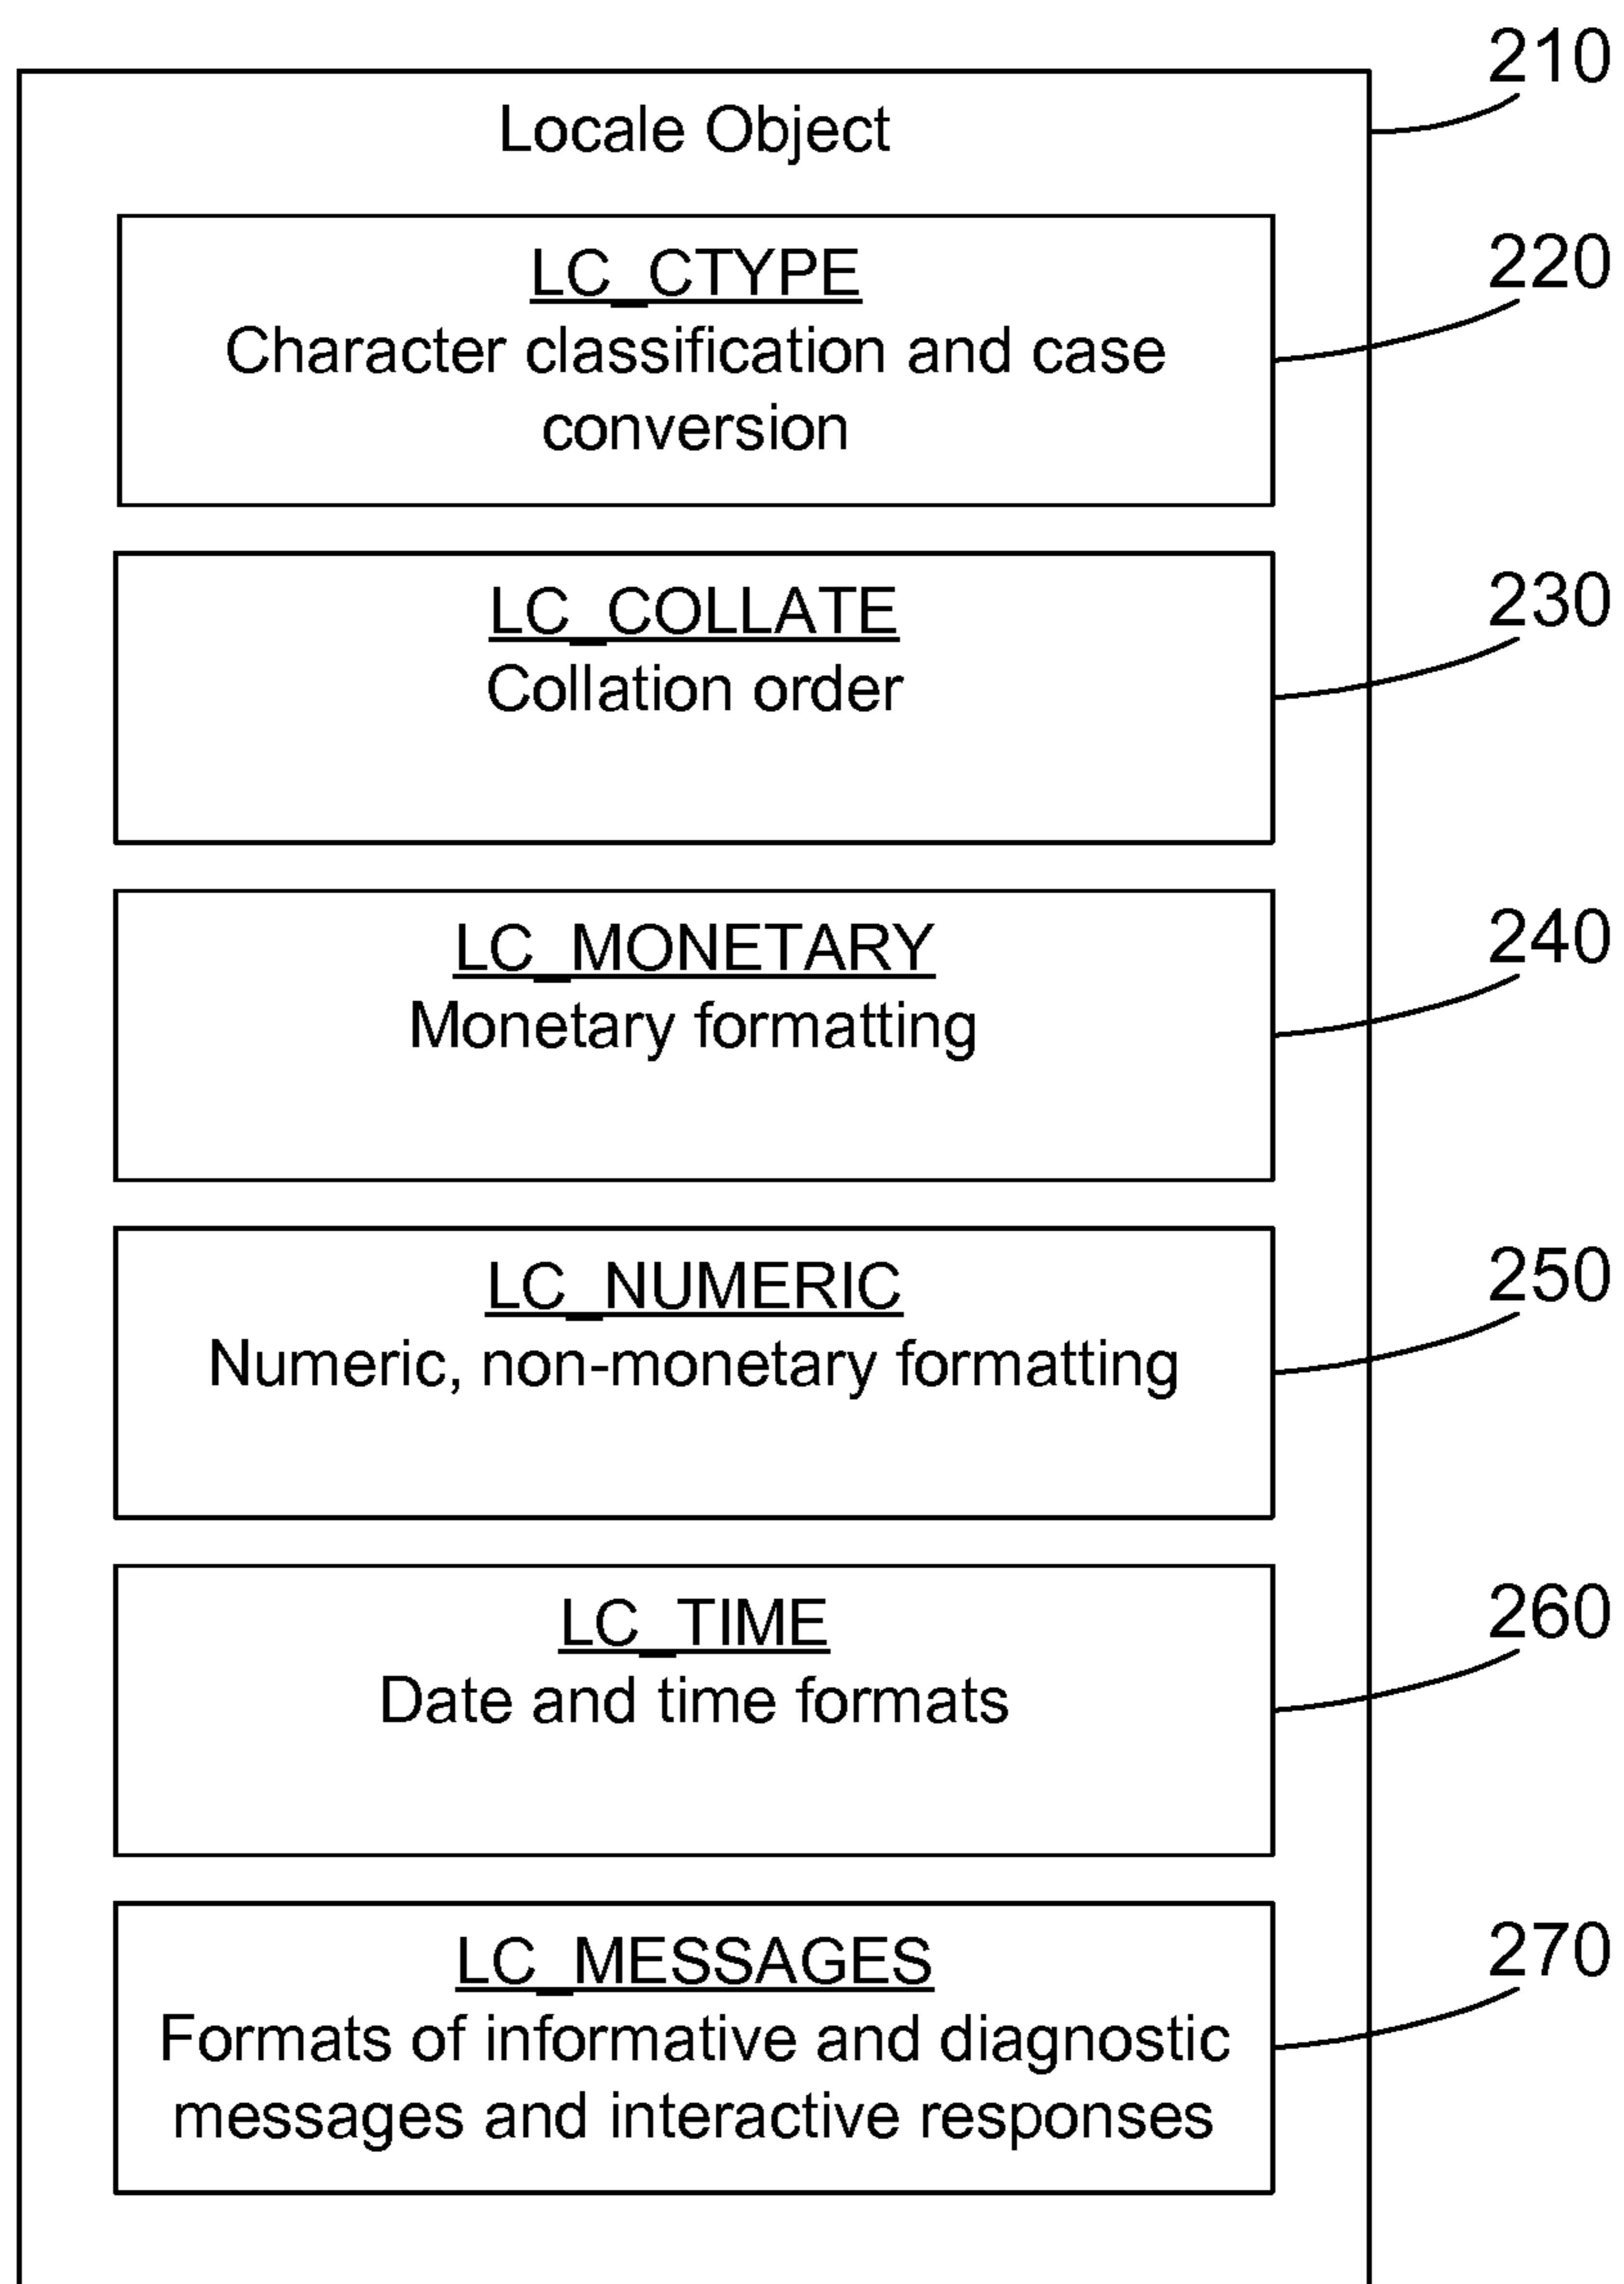 210
Locale Object
220
LC_CTYPE
Character classification and case
conversion
230
LC_COLLATE
Collation order
240
LC_MONETARY
Monetary formatting
250
LC_NUMERIC
Numeric, non-monetary formatting
260
LC_TIME
Date and time formats
270
LC_MESSAGES
Formats of informative and diagnostic
messages and interactive responses